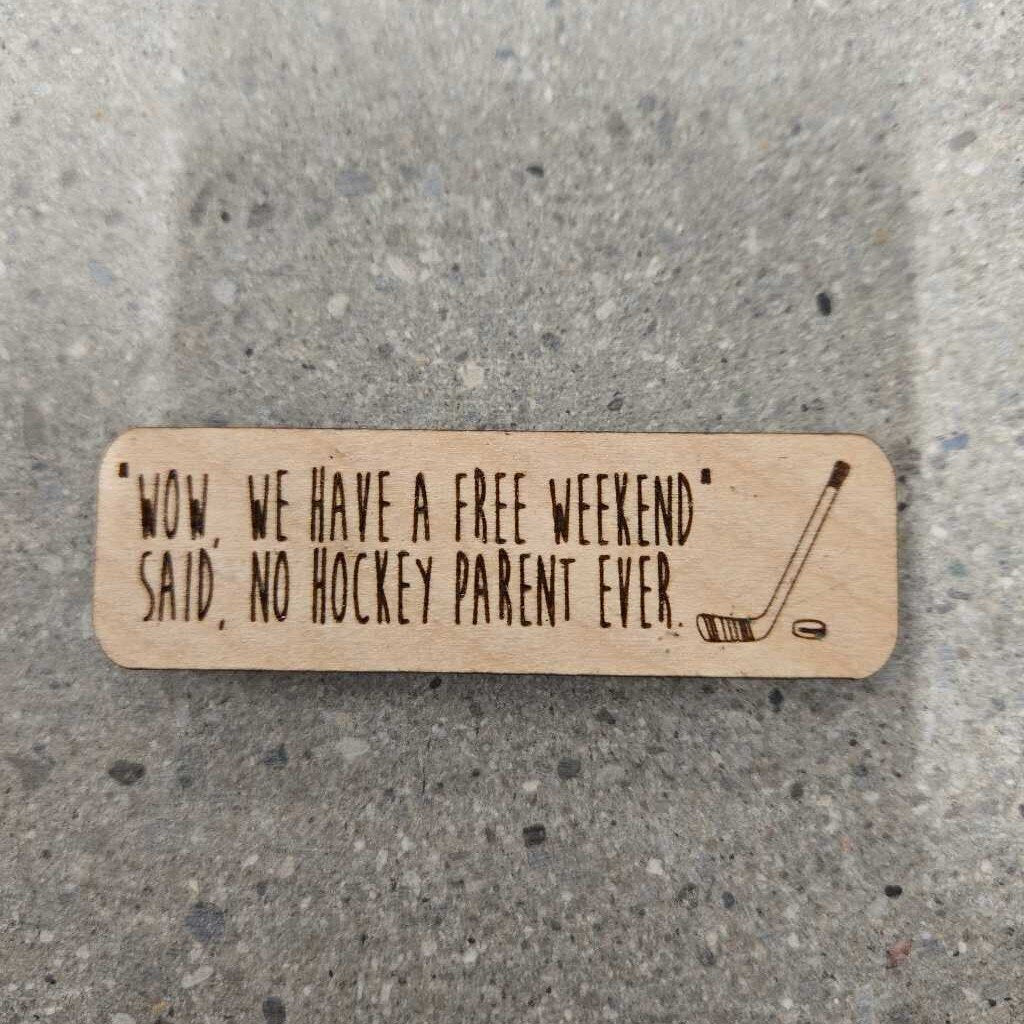 "WOW, WE HAVE A FREE WEEKEND"
SAID, NO HOCKEY PARENT EVER.